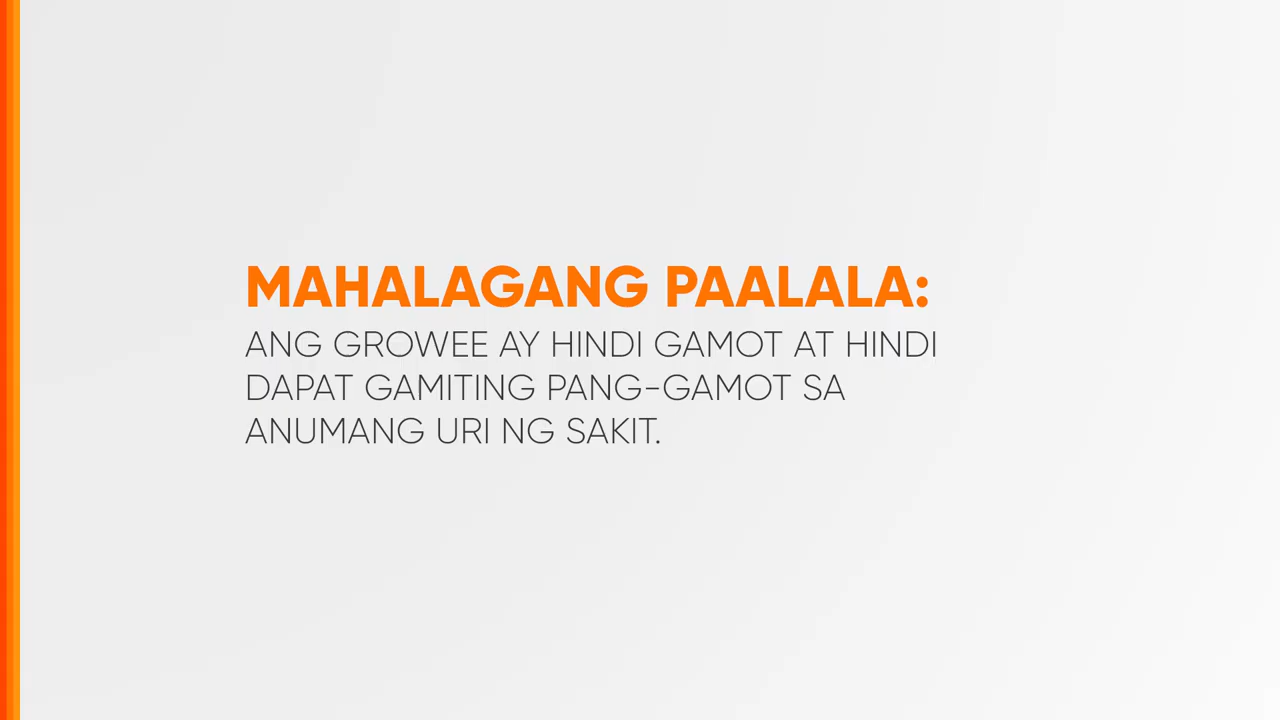 MAHALAGANG PAALALA:
ANG GROWEE AY HINDI GAMOT AT HINDI
DAPAT GAMITING PANG-GAMOT SA
ANUMANG URI NG SAKIT.